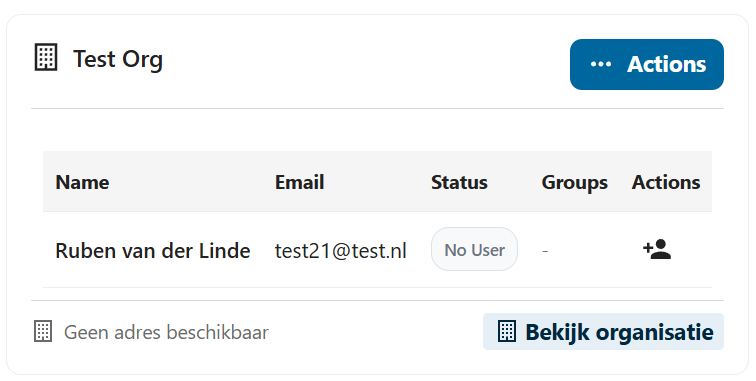 Test Org
··· Actions
Name Email Status Groups Actions
Ruben van der Linde test21@test.nl No User -
Geen adres beschikbaar
Bekijk organisatie